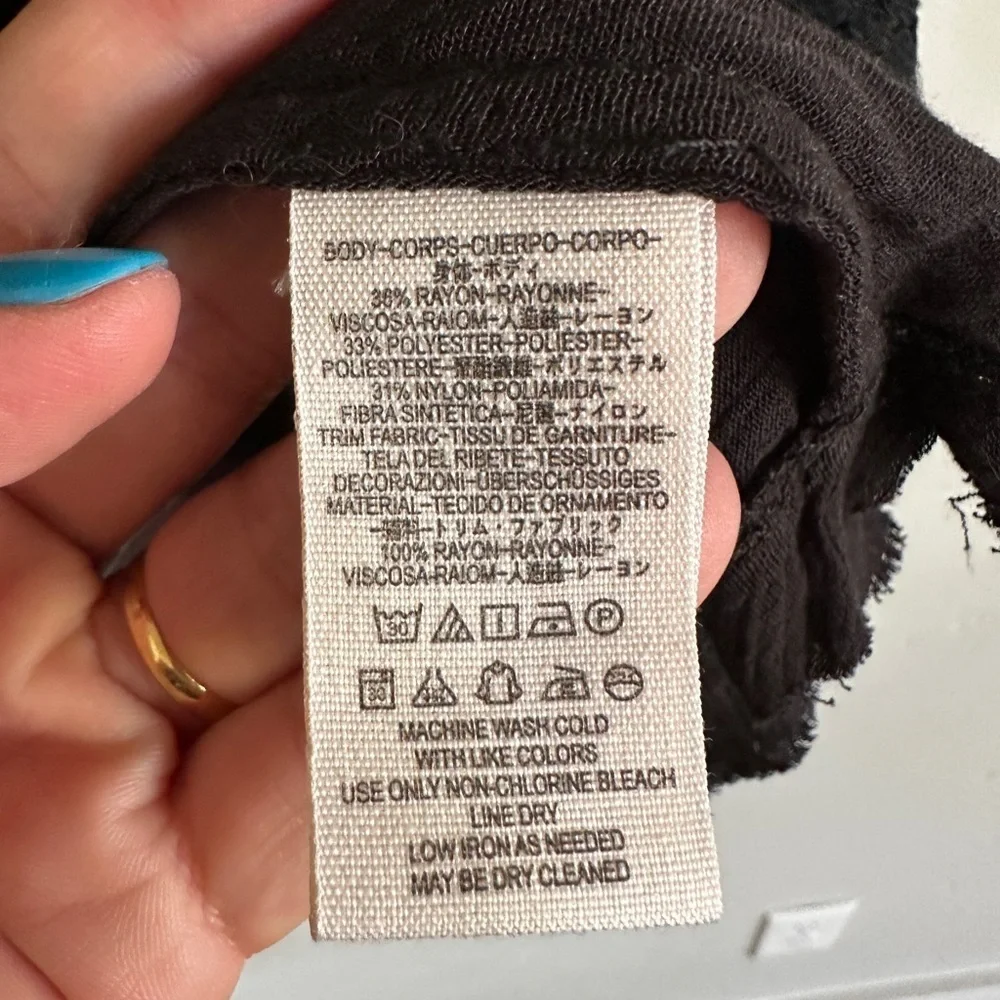 BODY-CORPS-CUERPO-CORPO-
身体-ボディ
36% RAYON-RAYONNE-
VISCOSA-RAIOM-人造絲-レーヨン
33% POLYESTER-POLIESTER-
POLIESTERE-聚酯纖維-ポリエステル
31% NYLON-POLIAMIDA-
FIBRA SINTETICA-尼龍-ナイロン
TRIM FABRIC-TISSU DE GARNITURE-
TELA DEL RIBETE-TESSUTO
DECORAZIONI-ÜBERSCHÜSSIGES
MATERIAL-TECIDO DE ORNAMENTO
トリム・ファブリック
100% RAYON-RAYONNE-
VISCOSA-RAIOM-人造絲-レーヨン
30 P
30
MACHINE WASH COLD
WITH LIKE COLORS
USE ONLY NON-CHLORINE BLEACH
LINE DRY
LOW IRON AS NEEDED
MAY BE DRY CLEANED